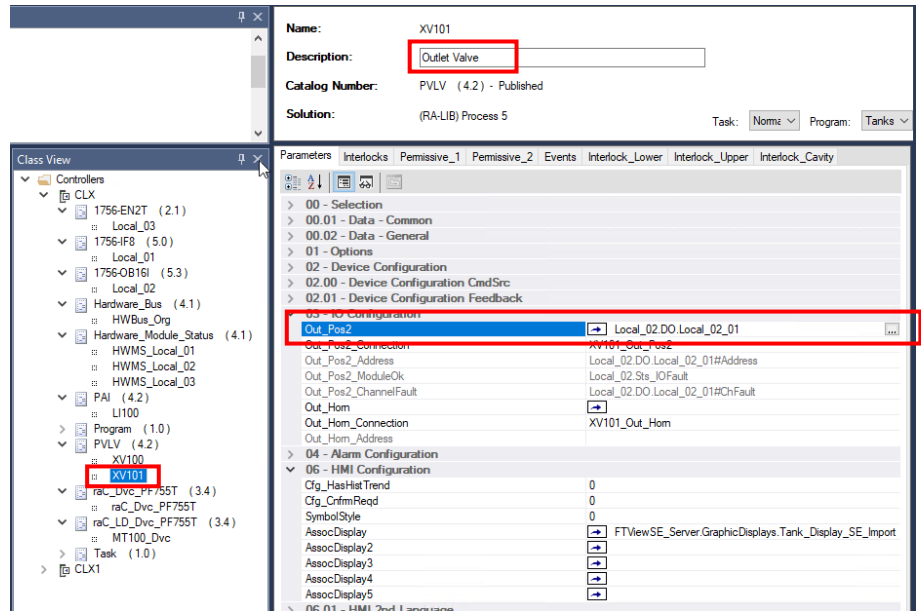 Name: XV101
Description: Outlet Valve
Catalog Number: PVLV (4.2) - Published
Solution: (RA-LIB) Process 5
Task: Norma Program: Tanks
Class View
Controllers
CLX
1756-EN2T (2.1)
Local_03
1756-IF8 (5.0)
Local_01
1756-OB16I (5.3)
Local_02
Hardware_Bus (4.1)
HWBus_Org
Hardware_Module_Status (4.1)
HWMS_Local_01
HWMS_Local_02
HWMS_Local_03
PAI (4.2)
LI100
Program (1.0)
PVLV (4.2)
XV100
XV101
raC_Dvc_PF755T (3.4)
raC_Dvc_PF755T
raC_LD_Dvc_PF755T (3.4)
MT100_Dvc
Task (1.0)
CLX1
Parameters Interlocks Permissive_1 Permissive_2 Events Interlock_Lower Interlock_Upper Interlock_Cavity
00 - Selection
00.01 - Data - Common
00.02 - Data - General
01 - Options
02 - Device Configuration
02.00 - Device Configuration CmdSrc
02.01 - Device Configuration Feedback
03 - IO Configuration
Out_Pos2 Local_02.DO.Local_02_01 ...
Out_Pos2_Connection XV101_Out_Pos2
Out_Pos2_Address Local_02.DO.Local_02_01#Address
Out_Pos2_ModuleOk Local_02.Sts_IOFault
Out_Pos2_ChannelFault Local_02.DO.Local_02_01#ChFault
Out_Horn
Out_Horn_Connection XV101_Out_Horn
Out_Horn_Address
04 - Alarm Configuration
06 - HMI Configuration
Cfg_HasHistTrend 0
Cfg_CnfrmReqd 0
SymbolStyle 0
AssocDisplay FTViewSE_Server.GraphicDisplays.Tank_Display_SE_Import
AssocDisplay2
AssocDisplay3
AssocDisplay4
AssocDisplay5
06.01 - HMI 2nd Language